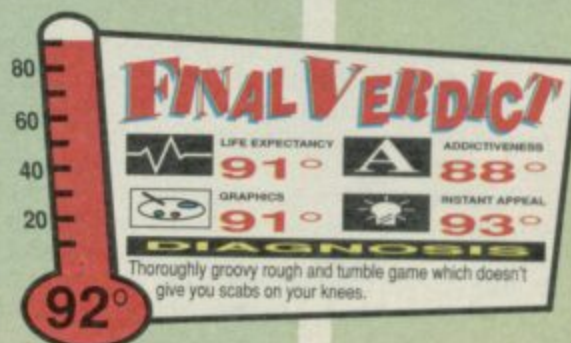 FINAL VERDICT
80
60
40
20
92°
LIFE EXPECTANCY
91°
A
ADDICTIVENESS
88°
GRAPHICS
91°
INSTANT APPEAL
93°
DIAGNOSIS
Thoroughly groovy rough and tumble game which doesn't
give you scabs on your knees.